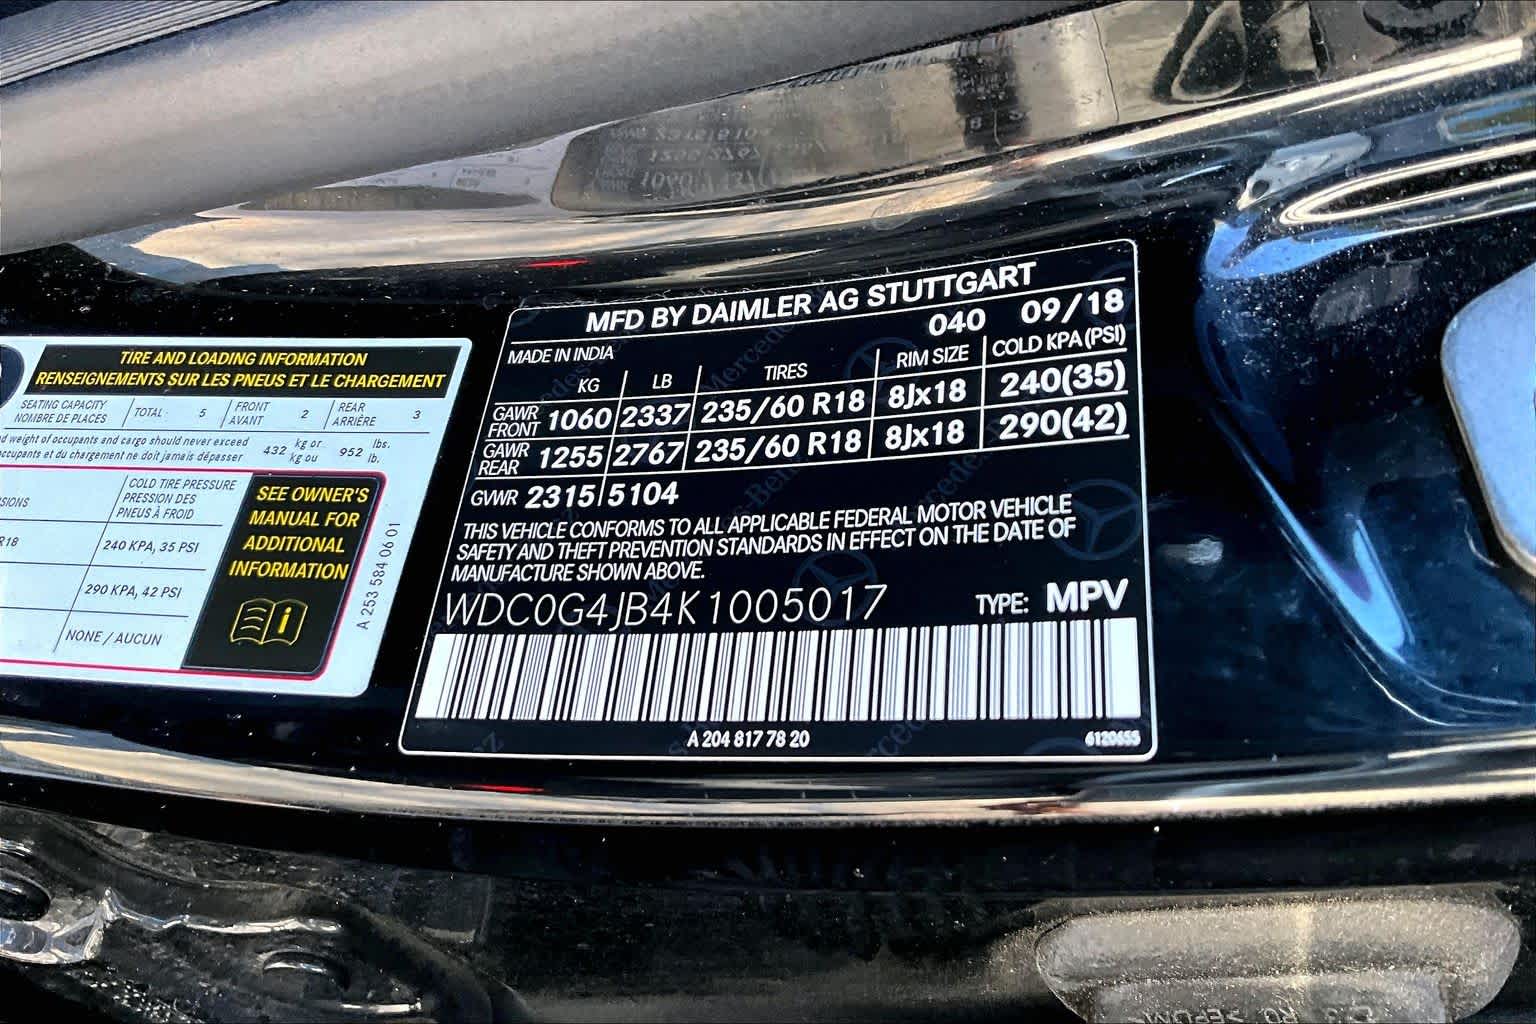 TIRE AND LOADING INFORMATION
RENSEIGNEMENTS SUR LES PNEUS ET LE CHARGEMENT
SEATING CAPACITY
NOMBRE DE PLACES
TOTAL 5
FRONT
AVANT
2
REAR
ARRIÈRE
3
weight of occupants and cargo should never exceed
et du chargement ne doit jamais dépasser
432 kg or
kg ou
952 lbs.
lb.
COLD TIRE PRESSURE
PRESSION DES
PNEUS À FROID
R18
240 KPA, 35 PSI
290 KPA, 42 PSI
NONE / AUCUN
SEE OWNER'S
MANUAL FOR
ADDITIONAL
INFORMATION
A 253 584 06 01
MFD BY DAIMLER AG STUTTGART
040 09/18
MADE IN INDIA
KG LB TIRES RIM SIZE COLD KPA (PSI)
GAWR
FRONT 1060 2337 235/60 R18 8Jx18 240(35)
GAWR
REAR 1255 2767 235/60 R18 8Jx18 290(42)
GVWR 2315 5104
THIS VEHICLE CONFORMS TO ALL APPLICABLE FEDERAL MOTOR VEHICLE
SAFETY AND THEFT PREVENTION STANDARDS IN EFFECT ON THE DATE OF
MANUFACTURE SHOWN ABOVE.
WDC0G4JB4K1005017 TYPE: MPV
A 204 817 78 20
6120655